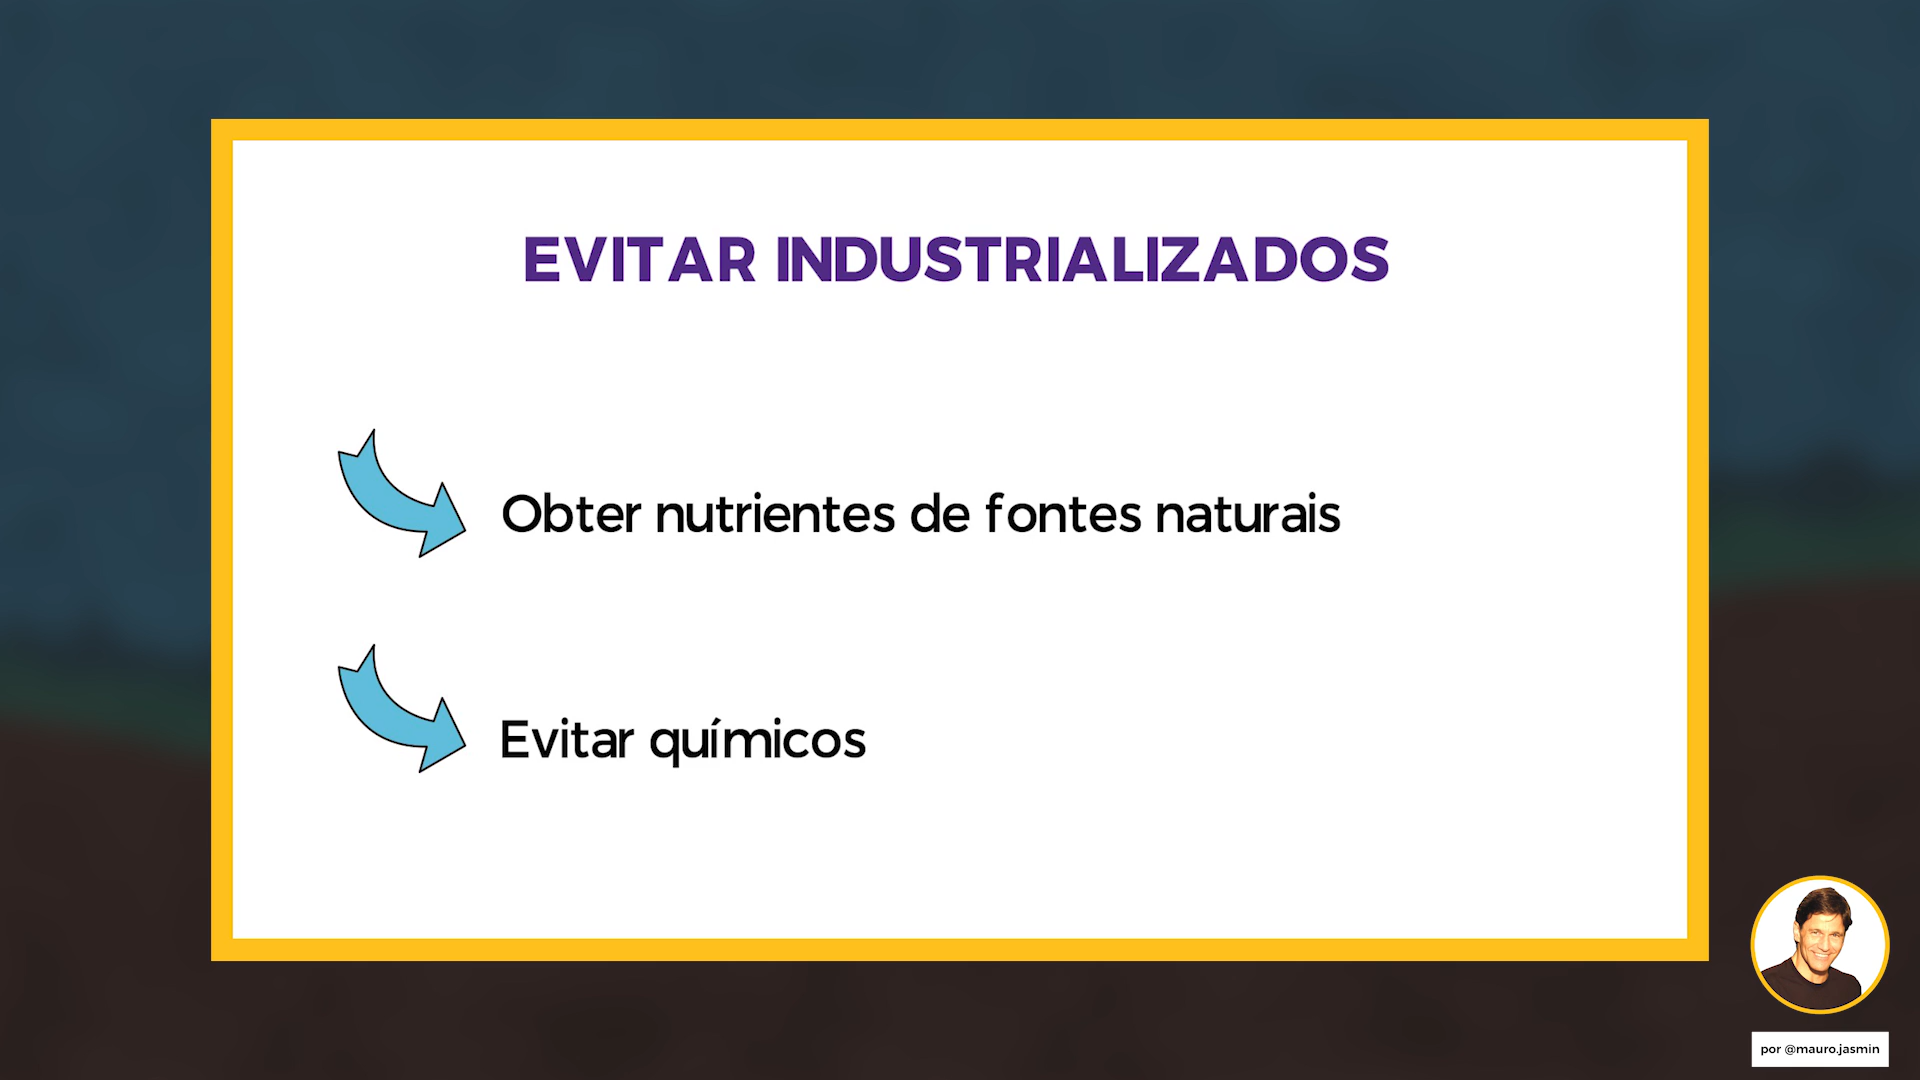 EVITAR INDUSTRIALIZADOS
Obter nutrientes de fontes naturais
Evitar químicos
por @mauro.jasmin